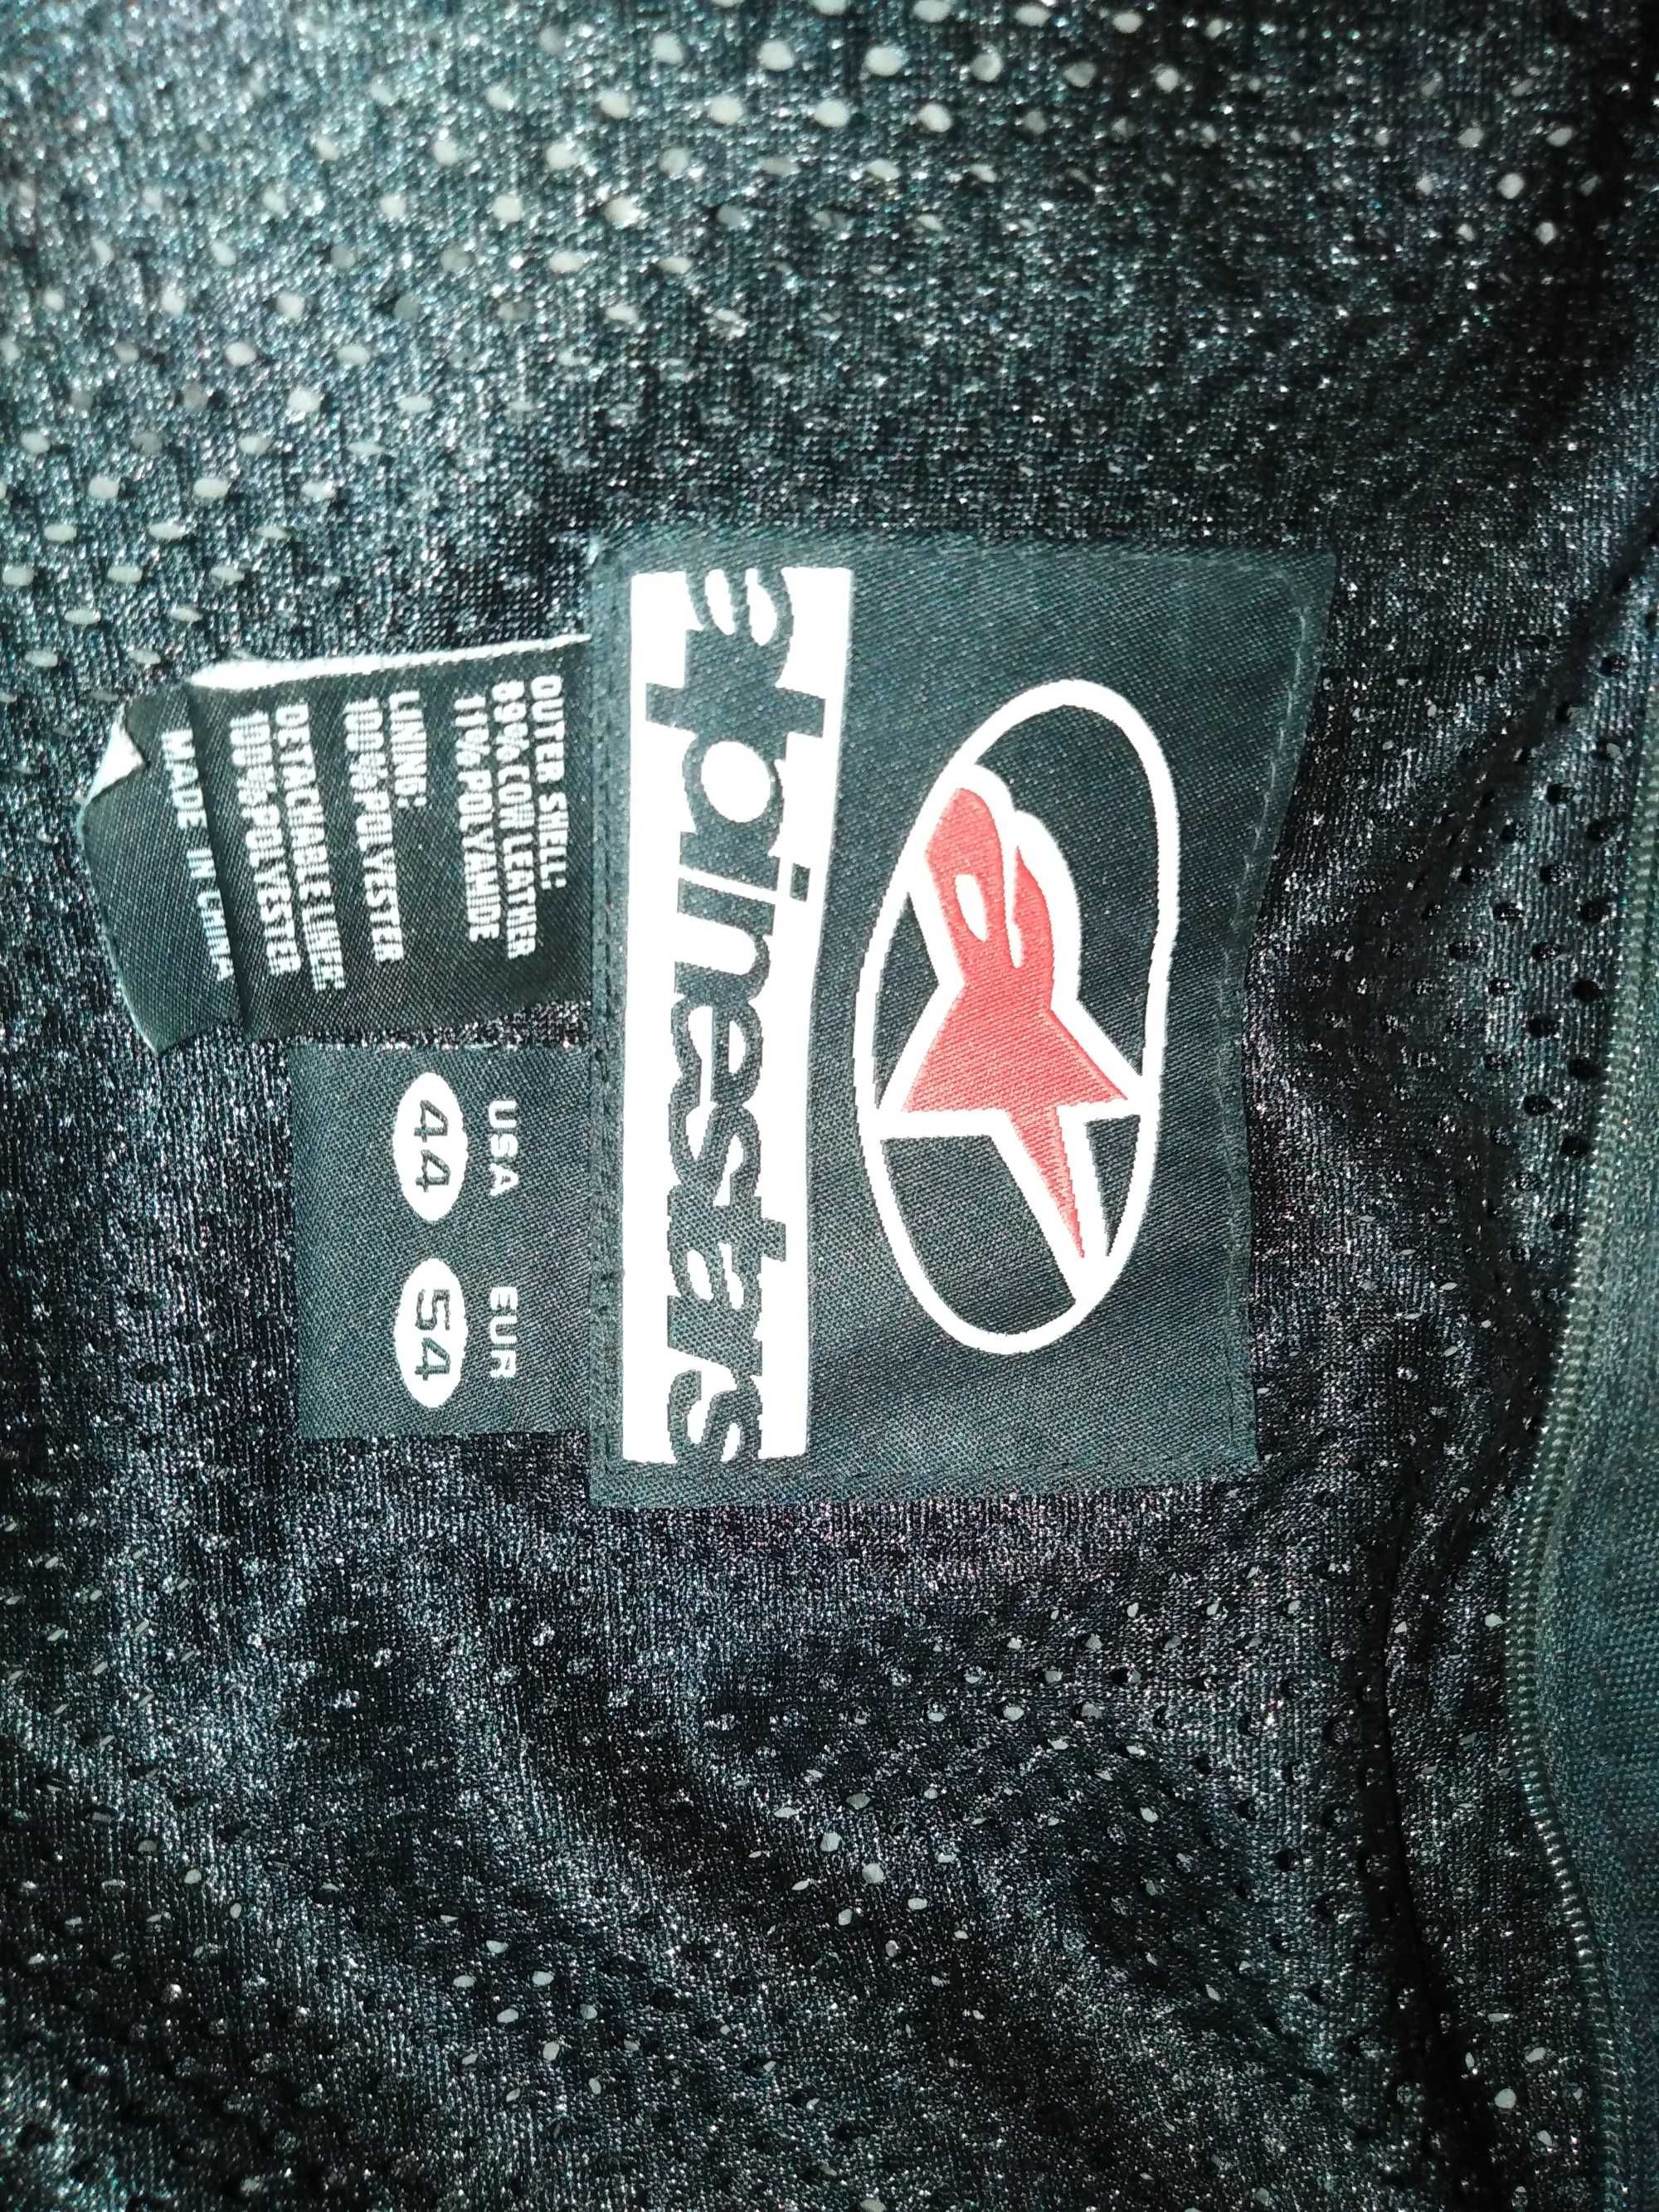 alpinestars
OUTER SHELL:
89% COW LEATHER
11% POLYAMIDE
LINING:
100% POLYESTER
DETACHABLE LINER:
100% POLYESTER
MADE IN CHINA
USA EUR
44 54